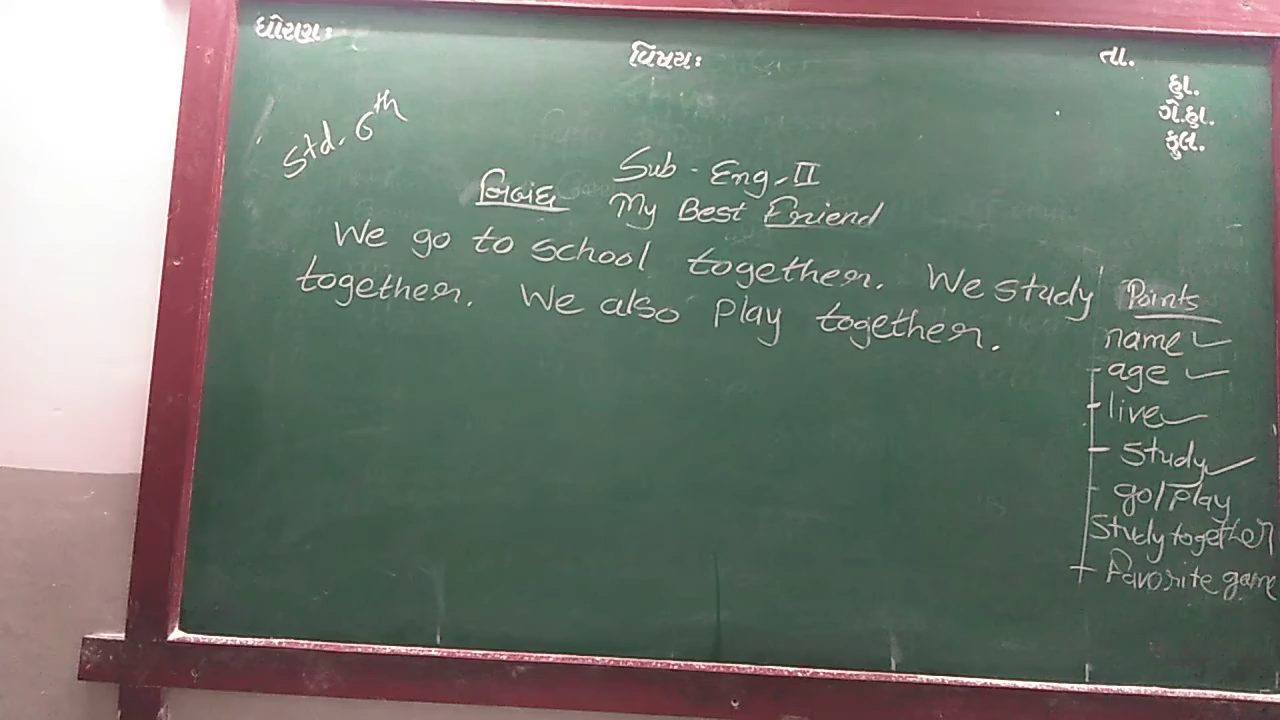 ધોરણઃ
વિષયઃ
તા.
હા.
ગે.હા.
કુલ.
Std. 6th
Sub - Eng-II
નિબંધ My Best Friend
We go to school together. We study
together. We also Play together.
Points
name ✓
age ✓
live ✓
Study ✓
go/Play
Study together
Favorite game